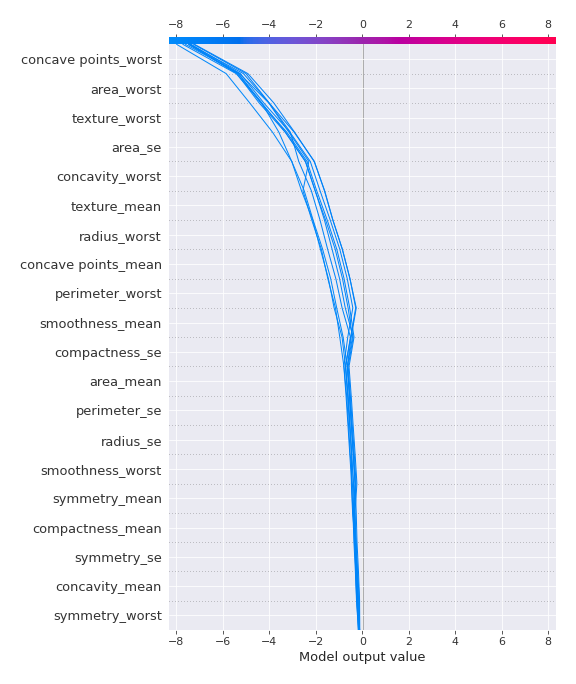 −8 −6 −4 −2 0 2 4 6 8
concave points_worst
area_worst
texture_worst
area_se
concavity_worst
texture_mean
radius_worst
concave points_mean
perimeter_worst
smoothness_mean
compactness_se
area_mean
perimeter_se
radius_se
smoothness_worst
symmetry_mean
compactness_mean
symmetry_se
concavity_mean
symmetry_worst
−8 −6 −4 −2 0 2 4 6 8
Model output value